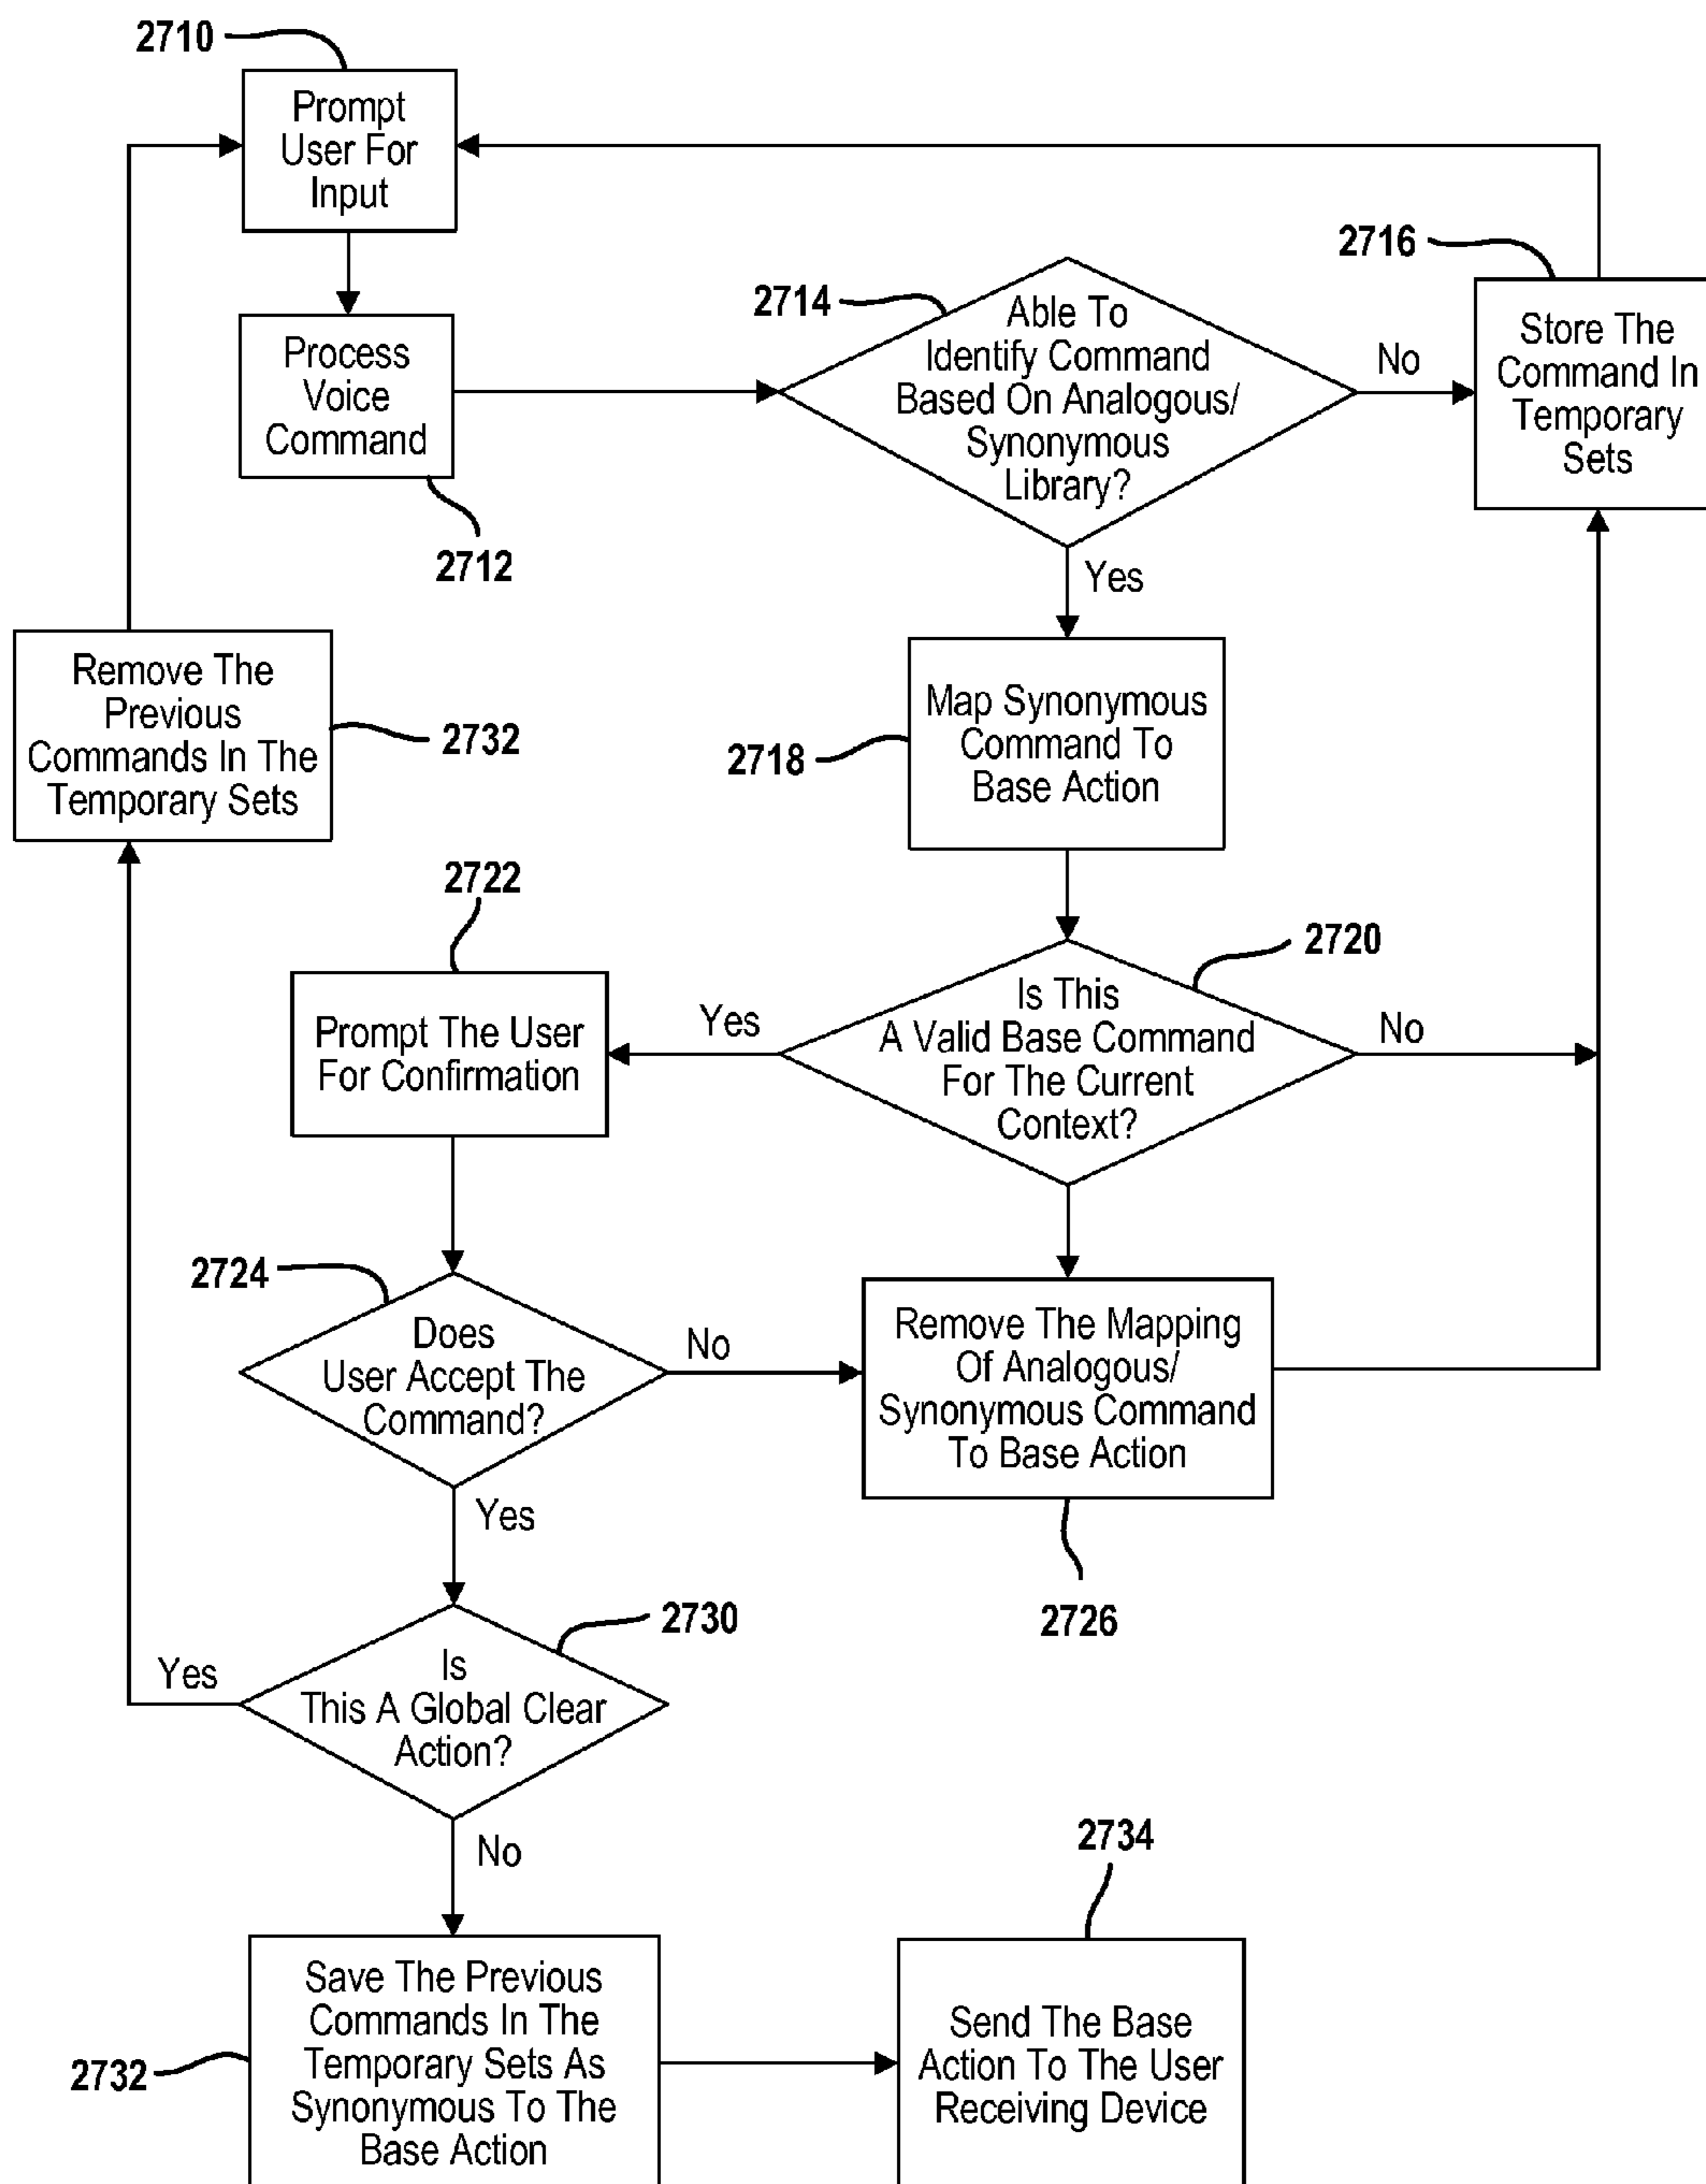 2710
Prompt
User For
Input
2716
2714
Able To
Identify Command
Based On Analogous/
Synonymous
Library?
No
Store The
Command In
Temporary
Sets
Process
Voice
Command
2712
Yes
Remove The
Previous
Commands In The
Temporary Sets
2732
Map Synonymous
Command To
Base Action
2718
2722
2720
Prompt The User
For Confirmation
Yes
Is This
A Valid Base Command
For The Current
Context?
No
2724
Does
User Accept The
Command?
No
Remove The Mapping
Of Analogous/
Synonymous Command
To Base Action
Yes
2726
2730
Yes
Is
This A Global Clear
Action?
No
2734
Save The Previous
Commands In The
Temporary Sets As
Synonymous To The
Base Action
2732
Send The Base
Action To The User
Receiving Device